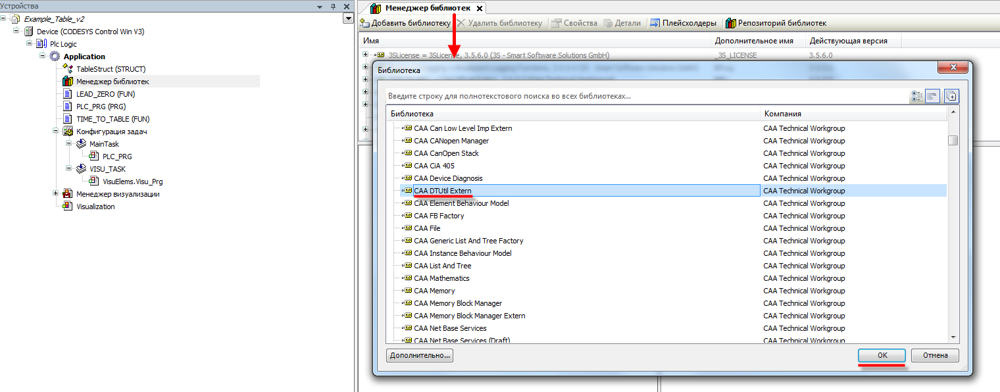 Устройства
Example_Table_v2
Device (CODESYS Control Win V3)
Plc Logic
Application
TableStruct (STRUCT)
Менеджер библиотек
LEAD_ZERO (FUN)
PLC_PRG (PRG)
TIME_TO_TABLE (FUN)
Конфигурация задач
MainTask
PLC_PRG
VISU_TASK
VisuElems.Visu_Prg
Менеджер визуализации
Visualization
Менеджер библиотек
Добавить библиотеку Удалить библиотеку Свойства Детали Плейсхолдеры Репозиторий библиотек
Имя Дополнительное имя Действующая версия
3SLicense = 3SLicense, 3.5.6.0 (3S - Smart Software Solutions GmbH) _3S_LICENSE 3.5.6.0
Библиотека
Введите строку для полнотекстового поиска во всех библиотеках...
Библиотека Компания
CAA Can Low Level Imp Extern CAA Technical Workgroup
CAA CANopen Manager CAA Technical Workgroup
CAA CanOpen Stack CAA Technical Workgroup
CAA CiA 405 CAA Technical Workgroup
CAA Device Diagnosis CAA Technical Workgroup
CAA DTUtil Extern CAA Technical Workgroup
CAA Element Behaviour Model CAA Technical Workgroup
CAA FB Factory CAA Technical Workgroup
CAA File CAA Technical Workgroup
CAA Generic List And Tree Factory CAA Technical Workgroup
CAA Instance Behaviour Model CAA Technical Workgroup
CAA List And Tree CAA Technical Workgroup
CAA Mathematics CAA Technical Workgroup
CAA Memory CAA Technical Workgroup
CAA Memory Block Manager CAA Technical Workgroup
CAA Memory Block Manager Extern CAA Technical Workgroup
CAA Net Base Services CAA Technical Workgroup
CAA Net Base Services (Draft) CAA Technical Workgroup
Дополнительно... OK Отмена